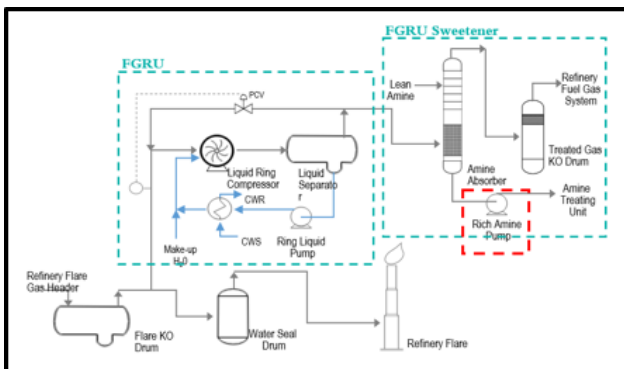 FGRU Sweetener
FGRU
PCV
Lean
Amine
Refinery
Fuel Gas
System
Liquid Ring
Compressor
Liquid
Separato
r
Treated Gas
KO Drum
Amine
Absorber
Amine
Treating
Unit
CWR
CWS
Ring Liquid
Pump
Rich Amine
Pump
Make-up
H₂0
Refinery Flare
Gas Header
Flare KO
Drum
Water Seal
Drum
Refinery Flare